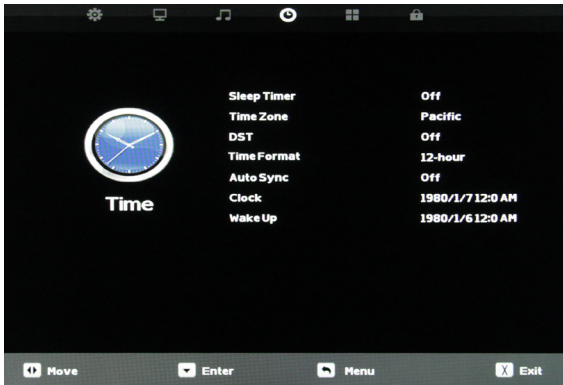 Sleep Timer Off
Time Zone Pacific
DST Off
Time Format 12-hour
Auto Sync Off
Clock 1980/1/7 12:0 AM
Wake Up 1980/1/6 12:0 AM
Time
Move Enter Menu X Exit